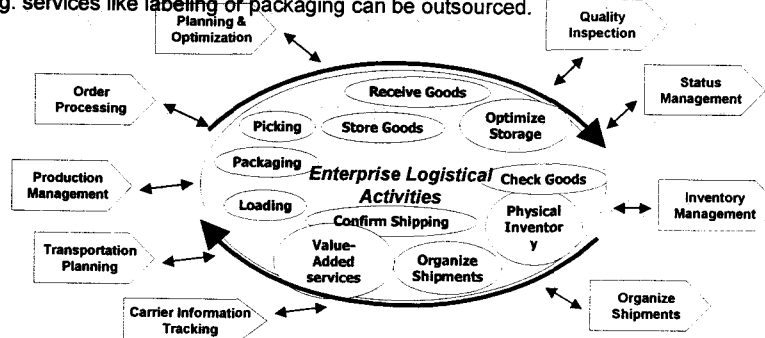 g. services like labeling or packaging can be outsourced.
Planning &
Optimization
Quality
Inspection
Order
Processing
Status
Management
Receive Goods
Picking
Store Goods
Optimize
Storage
Packaging
Enterprise Logistical
Activities
Check Goods
Production
Management
Loading
Confirm Shipping
Physical
Inventor
y
Inventory
Management
Transportation
Planning
Value-
Added
services
Organize
Shipments
Carrier Information
Tracking
Organize
Shipments